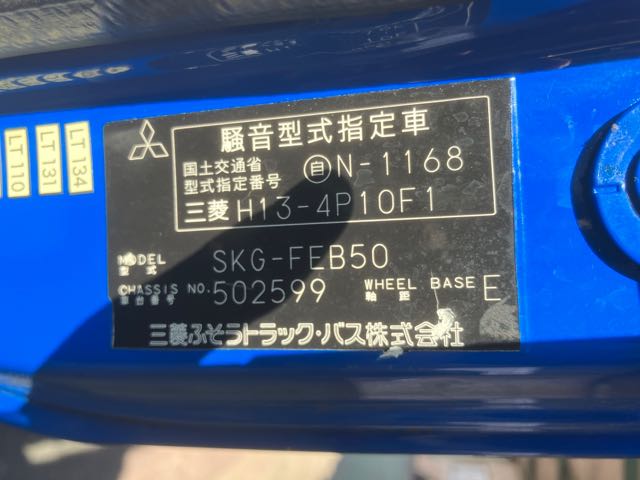 LT 110
LT 131
LT 134
騒音型式指定車
国土交通省
型式指定番号
自 N-1168
三菱 H13-4P10F1
MODEL
型式
SKG-FEB50
CHASSIS NO.
車台番号
502599
WHEEL BASE
軸距
E
三菱ふそうトラック・バス株式会社